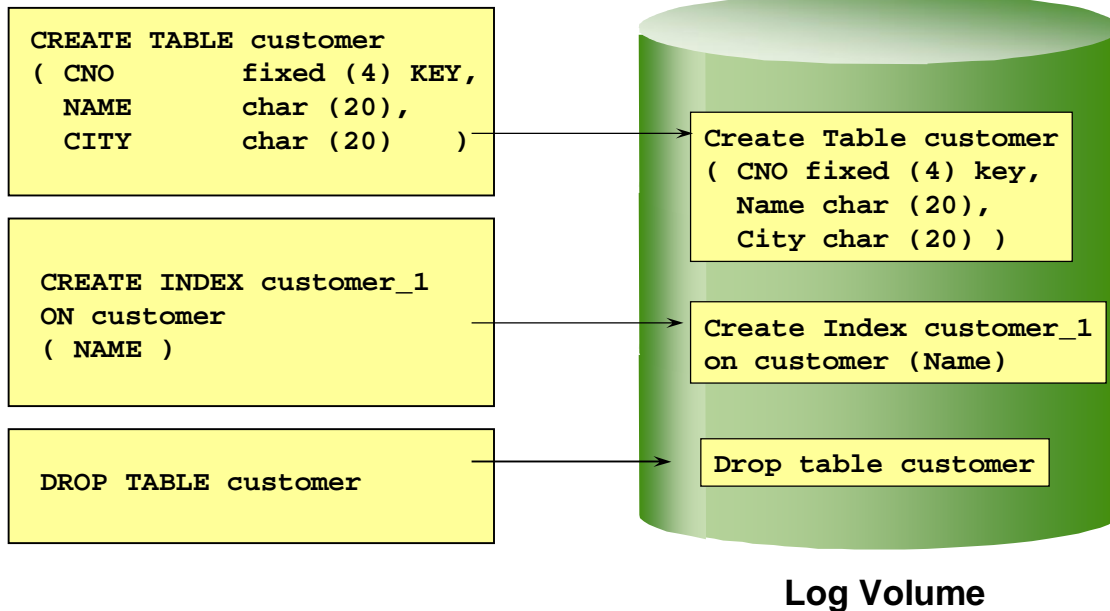 CREATE TABLE customer
( CNO fixed (4) KEY,
NAME char (20),
CITY char (20) )
Create Table customer
( CNO fixed (4) key,
Name char (20),
City char (20) )
CREATE INDEX customer_1
ON customer
( NAME )
Create Index customer_1
on customer (Name)
DROP TABLE customer
Drop table customer
Log Volume